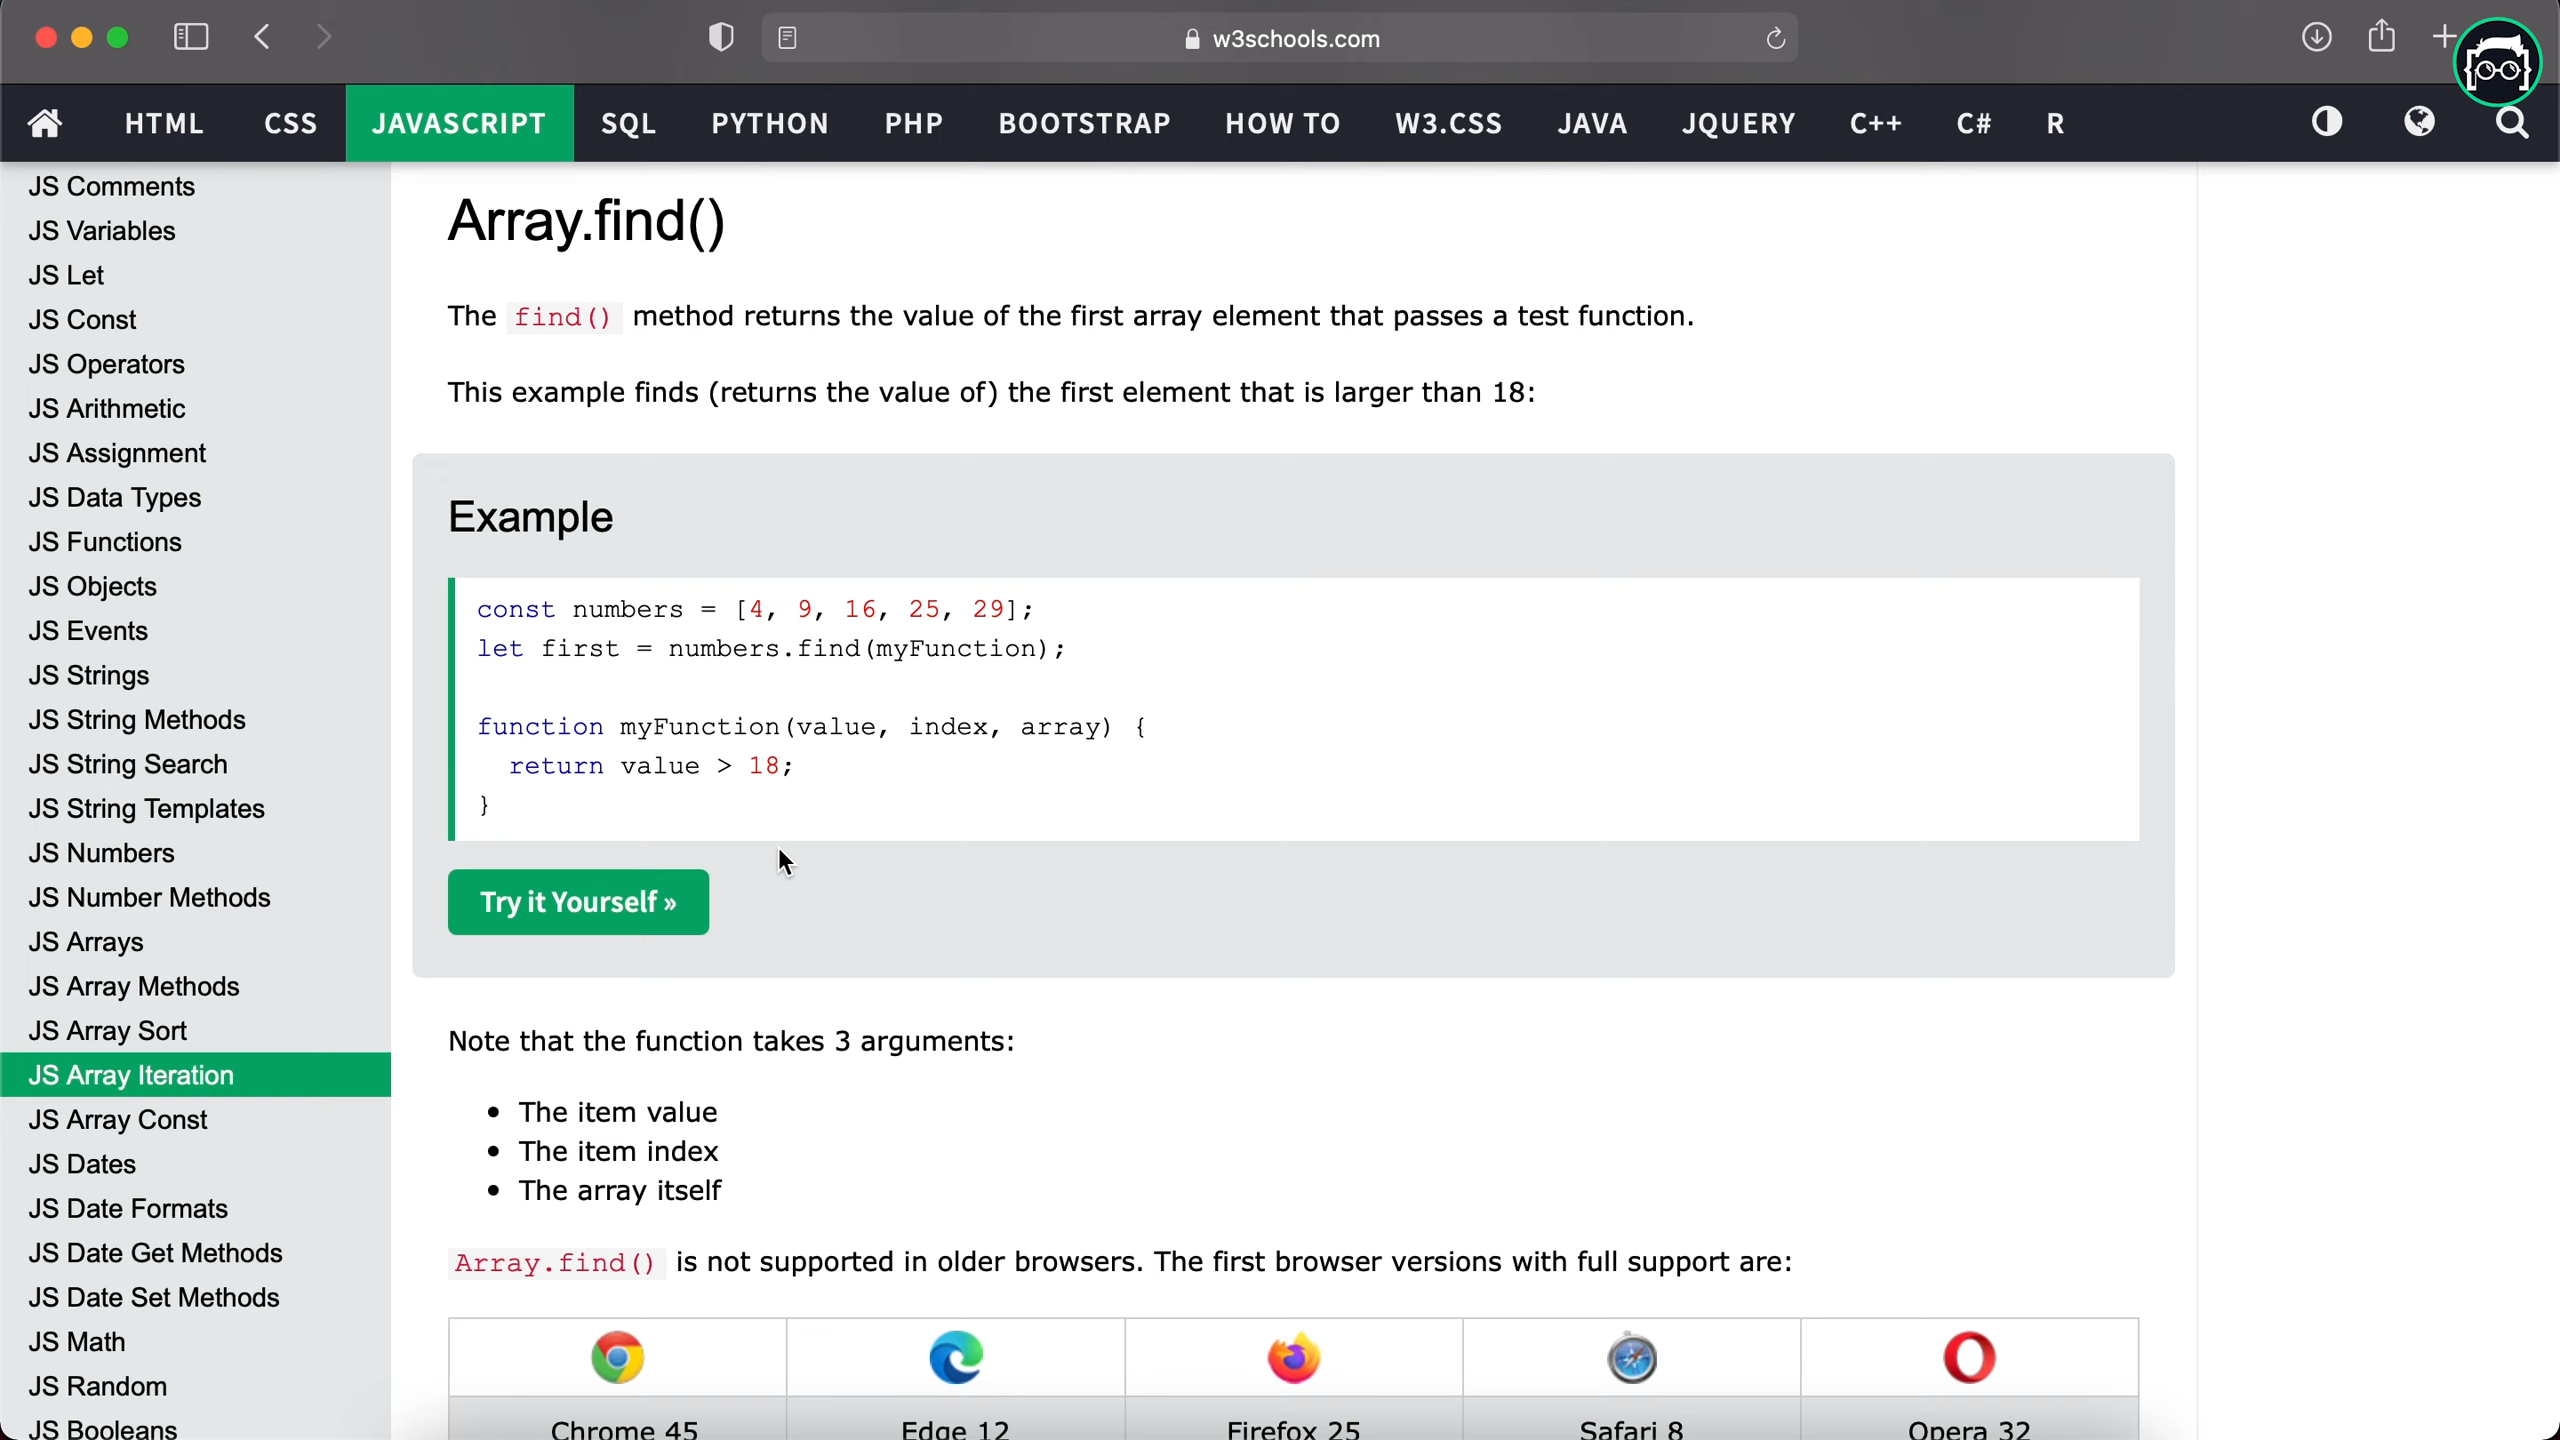 w3schools.com
HTML CSS JAVASCRIPT SQL PYTHON PHP BOOTSTRAP HOW TO W3.CSS JAVA JQUERY C++ C# R
JS Comments
JS Variables
JS Let
JS Const
JS Operators
JS Arithmetic
JS Assignment
JS Data Types
JS Functions
JS Objects
JS Events
JS Strings
JS String Methods
JS String Search
JS String Templates
JS Numbers
JS Number Methods
JS Arrays
JS Array Methods
JS Array Sort
JS Array Iteration
JS Array Const
JS Dates
JS Date Formats
JS Date Get Methods
JS Date Set Methods
JS Math
JS Random
JS Booleans
Array.find()
The find() method returns the value of the first array element that passes a test function.
This example finds (returns the value of) the first element that is larger than 18:
Example
const numbers = [4, 9, 16, 25, 29];
let first = numbers.find(myFunction);
function myFunction(value, index, array) {
  return value > 18;
}
Try it Yourself »
Note that the function takes 3 arguments:
• The item value
• The item index
• The array itself
Array.find() is not supported in older browsers. The first browser versions with full support are:
Chrome 45 Edge 12 Firefox 25 Safari 8 Opera 32